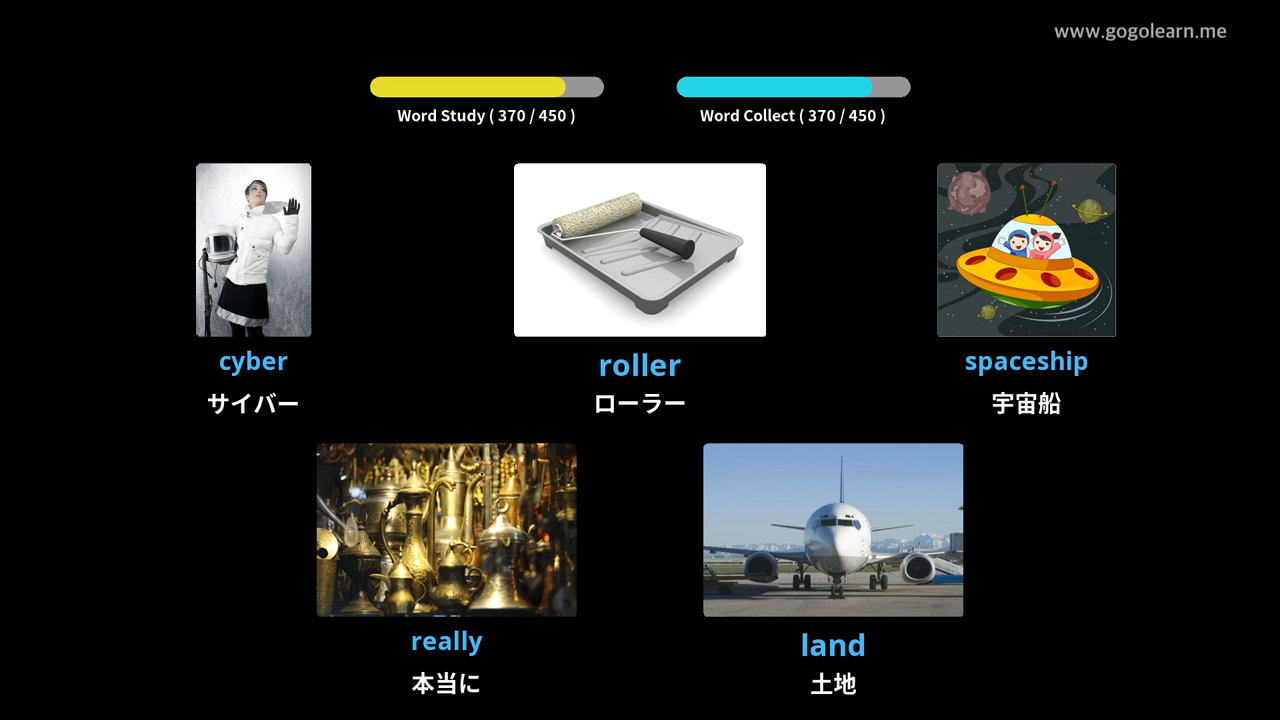 www.gogolearn.me
Word Study ( 370 / 450 )
Word Collect ( 370 / 450 )
cyber
サイバー
roller
ローラー
spaceship
宇宙船
really
本当に
land
土地